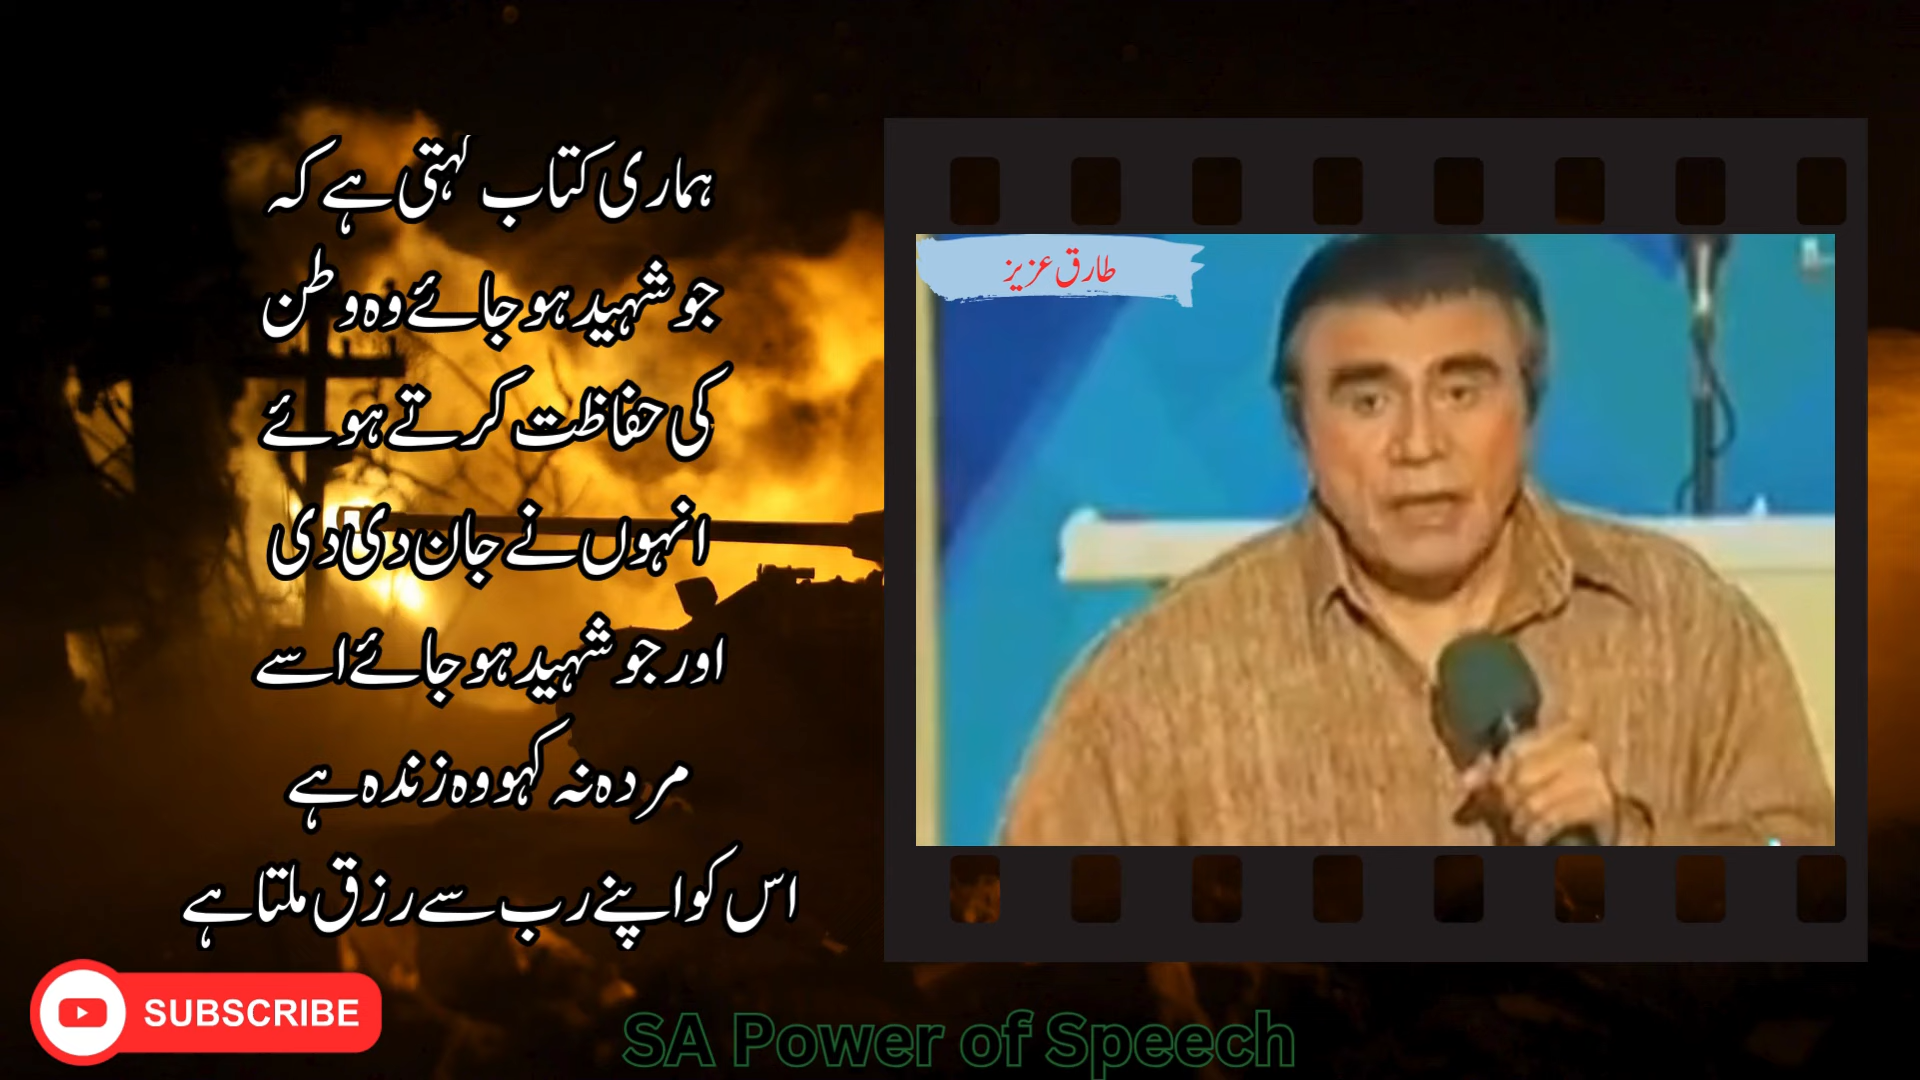 ہماری کتاب کہتی ہے کہ
جو شہید ہو جائے وہ وطن
کی حفاظت کرتے ہوئے
انہوں نے جان دی دی
اور جو شہید ہو جائے اسے
مردہ نہ کہو وہ زندہ ہے
اس کو اپنے رب سے رزق ملتا ہے
طارق عزیز
SUBSCRIBE
SA Power of Speech